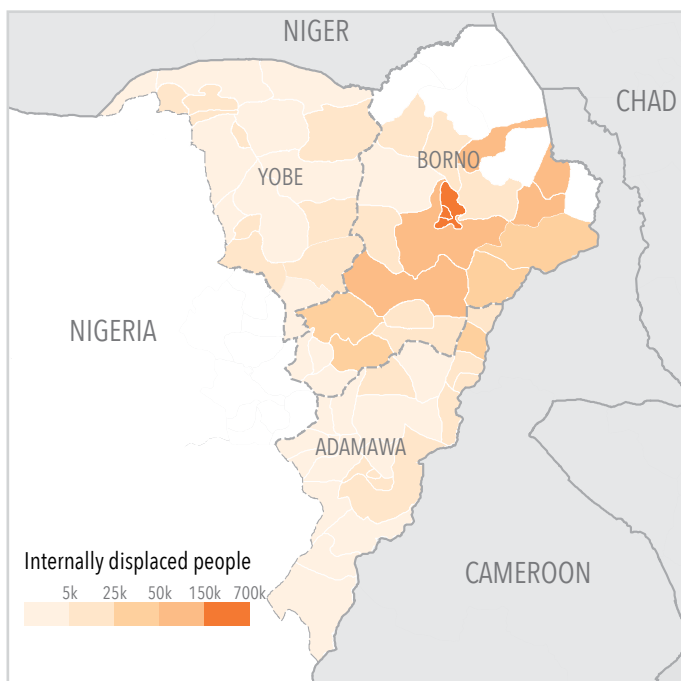 NIGER
CHAD
BORNO
YOBE
NIGERIA
ADAMAWA
CAMEROON
Internally displaced people
5k 25k 50k 150k 700k